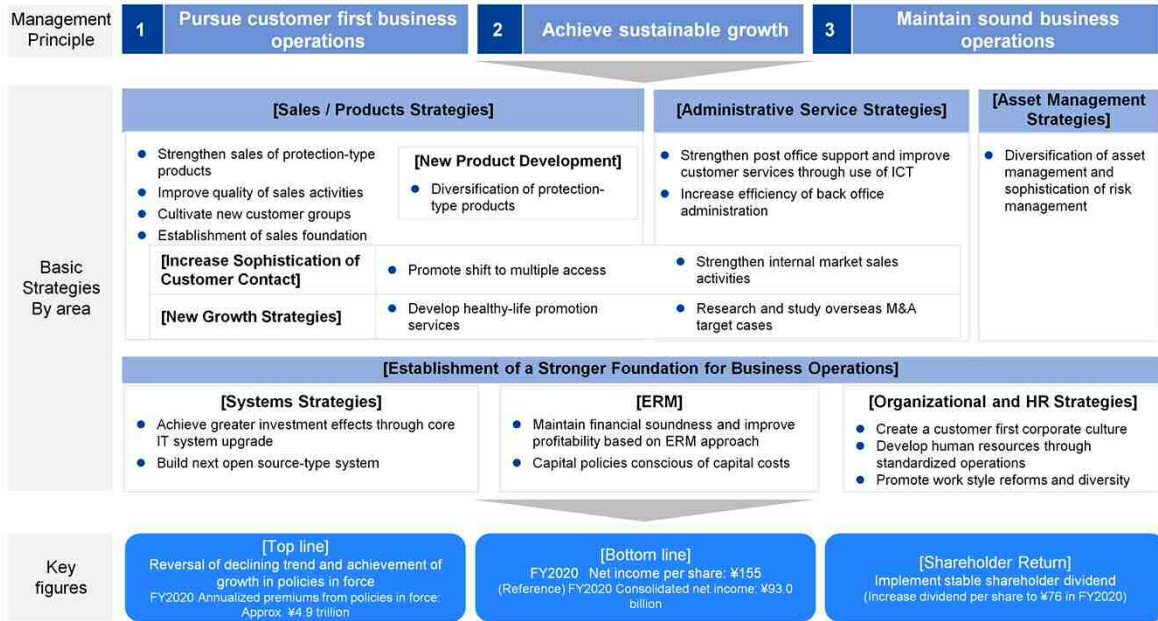 Management
Principle
1
Pursue customer first business
operations
2
Achieve sustainable growth
3
Maintain sound business
operations
Basic
Strategies
By area
[Sales / Products Strategies]
● Strengthen sales of protection-type
products
● Improve quality of sales activities
● Cultivate new customer groups
● Establishment of sales foundation
[New Product Development]
● Diversification of protection-
type products
[Administrative Service Strategies]
● Strengthen post office support and improve
customer services through use of ICT
● Increase efficiency of back office
administration
[Asset Management
Strategies]
● Diversification of asset
management and
sophistication of risk
management
[Increase Sophistication of
Customer Contact]
● Promote shift to multiple access
● Strengthen internal market sales
activities
[New Growth Strategies]
● Develop healthy-life promotion
services
● Research and study overseas M&A
target cases
[Establishment of a Stronger Foundation for Business Operations]
[Systems Strategies]
● Achieve greater investment effects through core
IT system upgrade
● Build next open source-type system
[ERM]
● Maintain financial soundness and improve
profitability based on ERM approach
● Capital policies conscious of capital costs
[Organizational and HR Strategies]
● Create a customer first corporate culture
● Develop human resources through
standardized operations
● Promote work style reforms and diversity
Key
figures
[Top line]
Reversal of declining trend and achievement of
growth in policies in force
FY2020 Annualized premiums from policies in force:
Approx. ¥4.9 trillion
[Bottom line]
FY2020 Net income per share: ¥155
(Reference) FY2020 Consolidated net income: ¥93.0
billion
[Shareholder Return]
Implement stable shareholder dividend
(Increase dividend per share to ¥76 in FY2020)